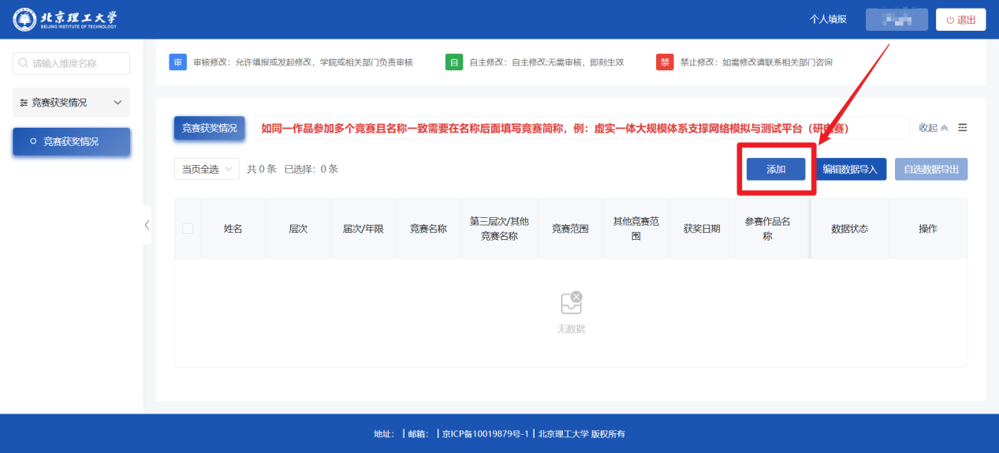 北京理工大学
BEIJING INSTITUTE OF TECHNOLOGY
个人填报
退出
请输入维度名称
竞赛获奖情况
竞赛获奖情况
审 审核修改：允许填报或发起修改，学院或相关部门负责审核
自 自主修改：自主修改:无需审核，即刻生效
禁 禁止修改：如需修改请联系相关部门咨询
竞赛获奖情况
如同一作品参加多个竞赛且名称一致需要在名称后面填写竞赛简称，例：虚实一体大规模体系支撑网络模拟与测试平台（研电赛）
收起
当页全选 共 0 条 已选择：0 条
添加
编辑数据导入
自选数据导出
姓名
层次
届次/年限
竞赛名称
第三层次/其他
竞赛名称
竞赛范围
其他竞赛范
围
获奖日期
参赛作品名
称
数据状态
操作
无数据
地址： | 邮箱： | 京ICP备10019879号-1 | 北京理工大学 版权所有